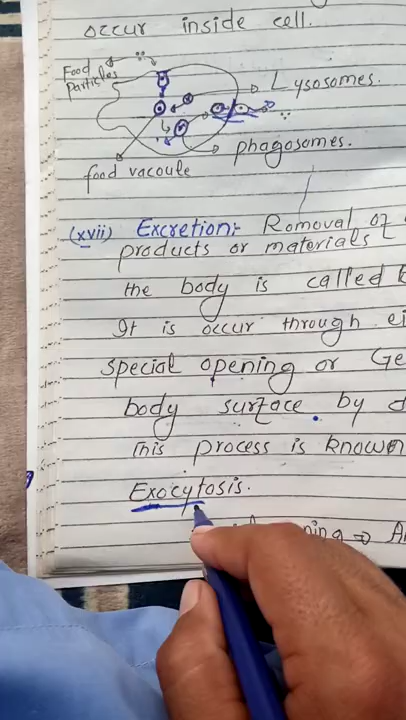 occur inside cell.
Food
Particles
Lysosomes.
phagosomes.
food vacoule
(xvii) Excretion:- Removal of
products or materials
the body is called
It is occur through
special opening or Ge
body surface by
This process is known
Exocytosis.